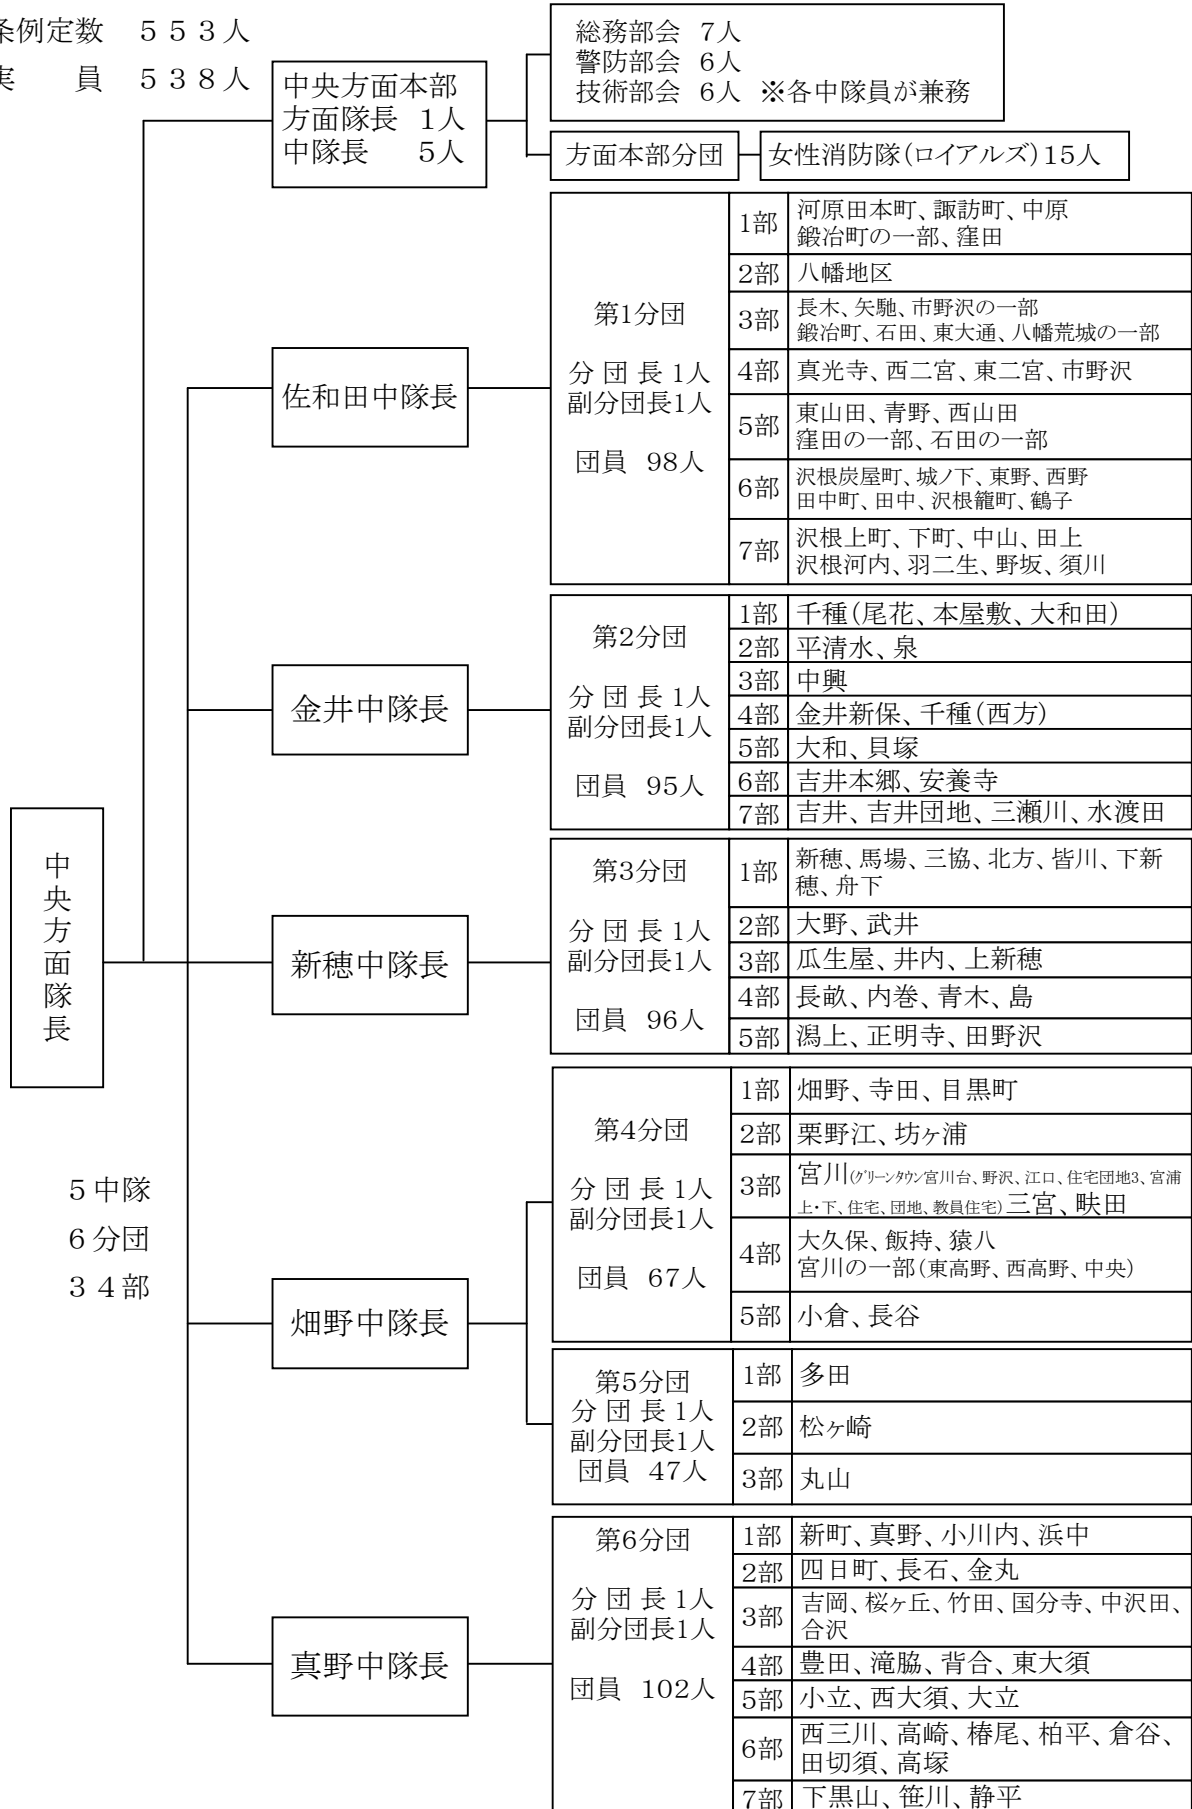 条例定数 553人
実 員 538人
中央方面本部
方面隊長 1人
中隊長 5人
総務部会 7人
警防部会 6人
技術部会 6人 ※各中隊員が兼務
方面本部分団
女性消防隊(ロイアルズ)15人
中央方面隊長
5中隊
6分団
34部
佐和田中隊長
第1分団
分団長1人
副分団長1人
団員 98人
1部
河原田本町、諏訪町、中原
鍛冶町の一部、窪田
2部
八幡地区
3部
長木、矢馳、市野沢の一部
鍛冶町、石田、東大通、八幡荒城の一部
4部
真光寺、西二宮、東二宮、市野沢
5部
東山田、青野、西山田
窪田の一部、石田の一部
6部
沢根炭屋町、城ノ下、東野、西野
田中町、田中、沢根籠町、鶴子
7部
沢根上町、下町、中山、田上
沢根河内、羽二生、野坂、須川
金井中隊長
第2分団
分団長1人
副分団長1人
団員 95人
1部
千種(尾花、本屋敷、大和田)
2部
平清水、泉
3部
中興
4部
金井新保、千種(西方)
5部
大和、貝塚
6部
吉井本郷、安養寺
7部
吉井、吉井団地、三瀬川、水渡田
新穂中隊長
第3分団
分団長1人
副分団長1人
団員 96人
1部
新穂、馬場、三協、北方、皆川、下新
穂、舟下
2部
大野、武井
3部
瓜生屋、井内、上新穂
4部
長畝、内巻、青木、島
5部
潟上、正明寺、田野沢
畑野中隊長
第4分団
分団長1人
副分団長1人
団員 67人
1部
畑野、寺田、目黒町
2部
栗野江、坊ヶ浦
3部
宮川(グリーンタウン宮川台、野沢、江口、住宅団地3、宮浦
上・下、住宅、団地、教員住宅)三宮、畉田
4部
大久保、飯持、猿八
宮川の一部(東高野、西高野、中央)
5部
小倉、長谷
第5分団
分団長1人
副分団長1人
団員 47人
1部
多田
2部
松ヶ崎
3部
丸山
真野中隊長
第6分団
分団長1人
副分団長1人
団員 102人
1部
新町、真野、小川内、浜中
2部
四日町、長石、金丸
3部
吉岡、桜ヶ丘、竹田、国分寺、中沢田、
合沢
4部
豊田、滝脇、背合、東大須
5部
小立、西大須、大立
6部
西三川、高崎、椿尾、柏平、倉谷、
田切須、高塚
7部
下黒山、笹川、静平